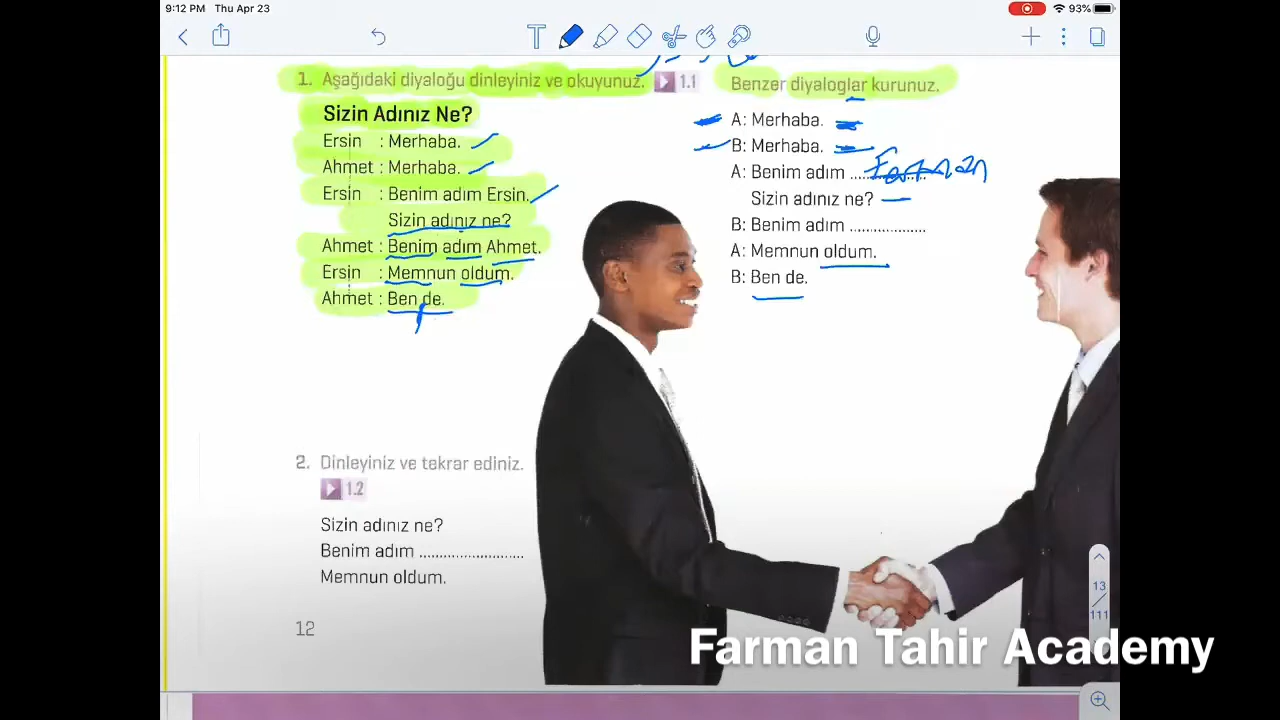 9:12 PM Thu Apr 23
93%
1. Aşağıdaki diyaloğu dinleyiniz ve okuyunuz. 1.1
Sizin Adınız Ne?
Ersin : Merhaba.
Ahmet : Merhaba.
Ersin : Benim adım Ersin.
Sizin adınız ne?
Ahmet : Benim adım Ahmet.
Ersin : Memnun oldum.
Ahmet : Ben de.
Benzer diyaloglar kurunuz.
A: Merhaba.
B: Merhaba.
A: Benim adım .................. Farman
Sizin adınız ne?
B: Benim adım ..................
A: Memnun oldum.
B: Ben de.
2. Dinleyiniz ve tekrar ediniz.
1.2
Sizin adınız ne?
Benim adım .........................
Memnun oldum.
12
13
111
Farman Tahir Academy